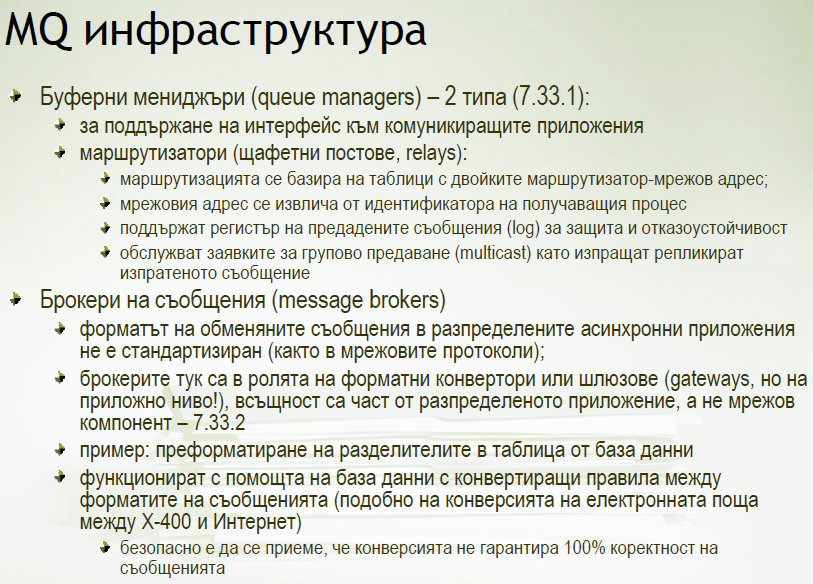 MQ инфраструктура
Буферни мениджъри (queue managers) – 2 типа (7.33.1):
за поддържане на интерфейс към комуникиращите приложения
маршрутизатори (щафетни постове, relays):
маршрутизацията се базира на таблици с двойките маршрутизатор-мрежов адрес;
мрежовия адрес се извлича от идентификатора на получаващия процес
поддържат регистър на предадените съобщения (log) за защита и отказоустойчивост
обслужват заявките за групово предаване (multicast) като изпращат репликират
изпратеното съобщение
Брокери на съобщения (message brokers)
форматът на обменяните съобщения в разпределените асинхронни приложения
не е стандартизиран (както в мрежовите протоколи);
брокерите тук са в ролята на форматни конвертори или шлюзове (gateways, но на
приложно ниво!), всъщност са част от разпределеното приложение, а не мрежов
компонент – 7.33.2
пример: преформатиране на разделителите в таблица от база данни
функционират с помощта на база данни с конвертиращи правила между
форматите на съобщенията (подобно на конверсията на електронната поща
между X-400 и Интернет)
безопасно е да се приеме, че конверсията не гарантира 100% коректност на
съобщенията